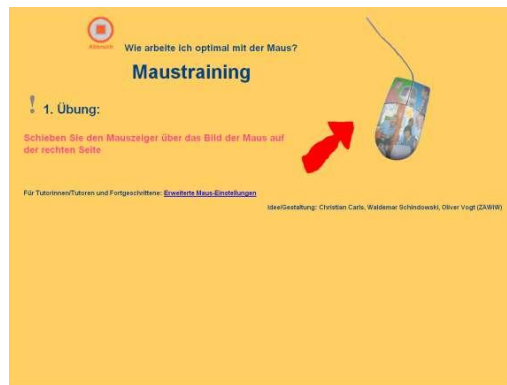 Wie arbeite ich optimal mit der Maus?
Maustraining
! 1. Übung:
Schieben Sie den Mauszeiger über das Bild der Maus auf
der rechten Seite
Für Tutorinnen/Tutoren und Fortgeschrittene: Erweiterte Maus-Einstellungen
Idee/Gestaltung: Christian Carls, Waldemar Schindowski, Oliver Vogt (ZAWiW)